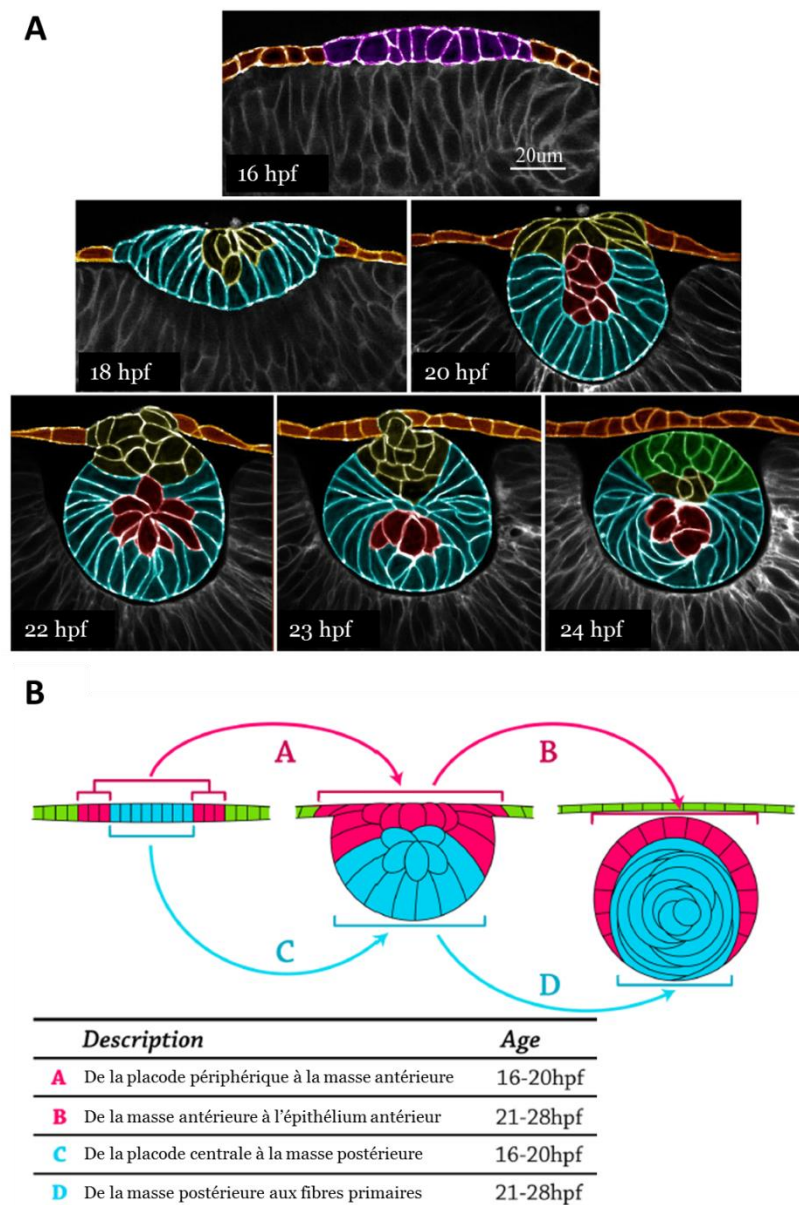 A
16 hpf
20um
18 hpf
20 hpf
22 hpf
23 hpf
24 hpf
B
A
B
C
D
Description Age
A De la placode périphérique à la masse antérieure 16-20hpf
B De la masse antérieure à l’épithélium antérieur 21-28hpf
C De la placode centrale à la masse postérieure 16-20hpf
D De la masse postérieure aux fibres primaires 21-28hpf